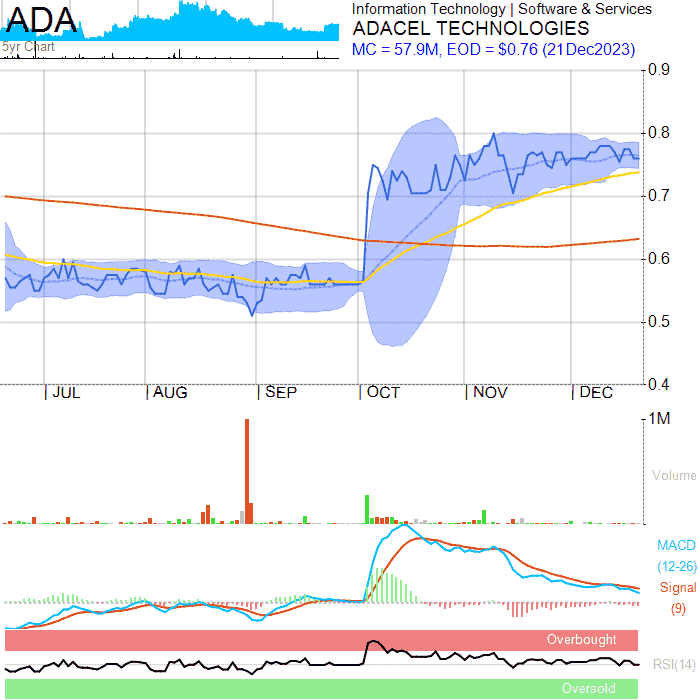 ADA
5yr Chart
Information Technology | Software & Services
ADACEL TECHNOLOGIES
MC = 57.9M, EOD = $0.76 (21Dec2023)
0.9
0.8
0.7
0.6
0.5
0.4
JUL AUG SEP OCT NOV DEC
1M
Volume
MACD
(12-26)
Signal
(9)
Overbought
RSI(14)
Oversold